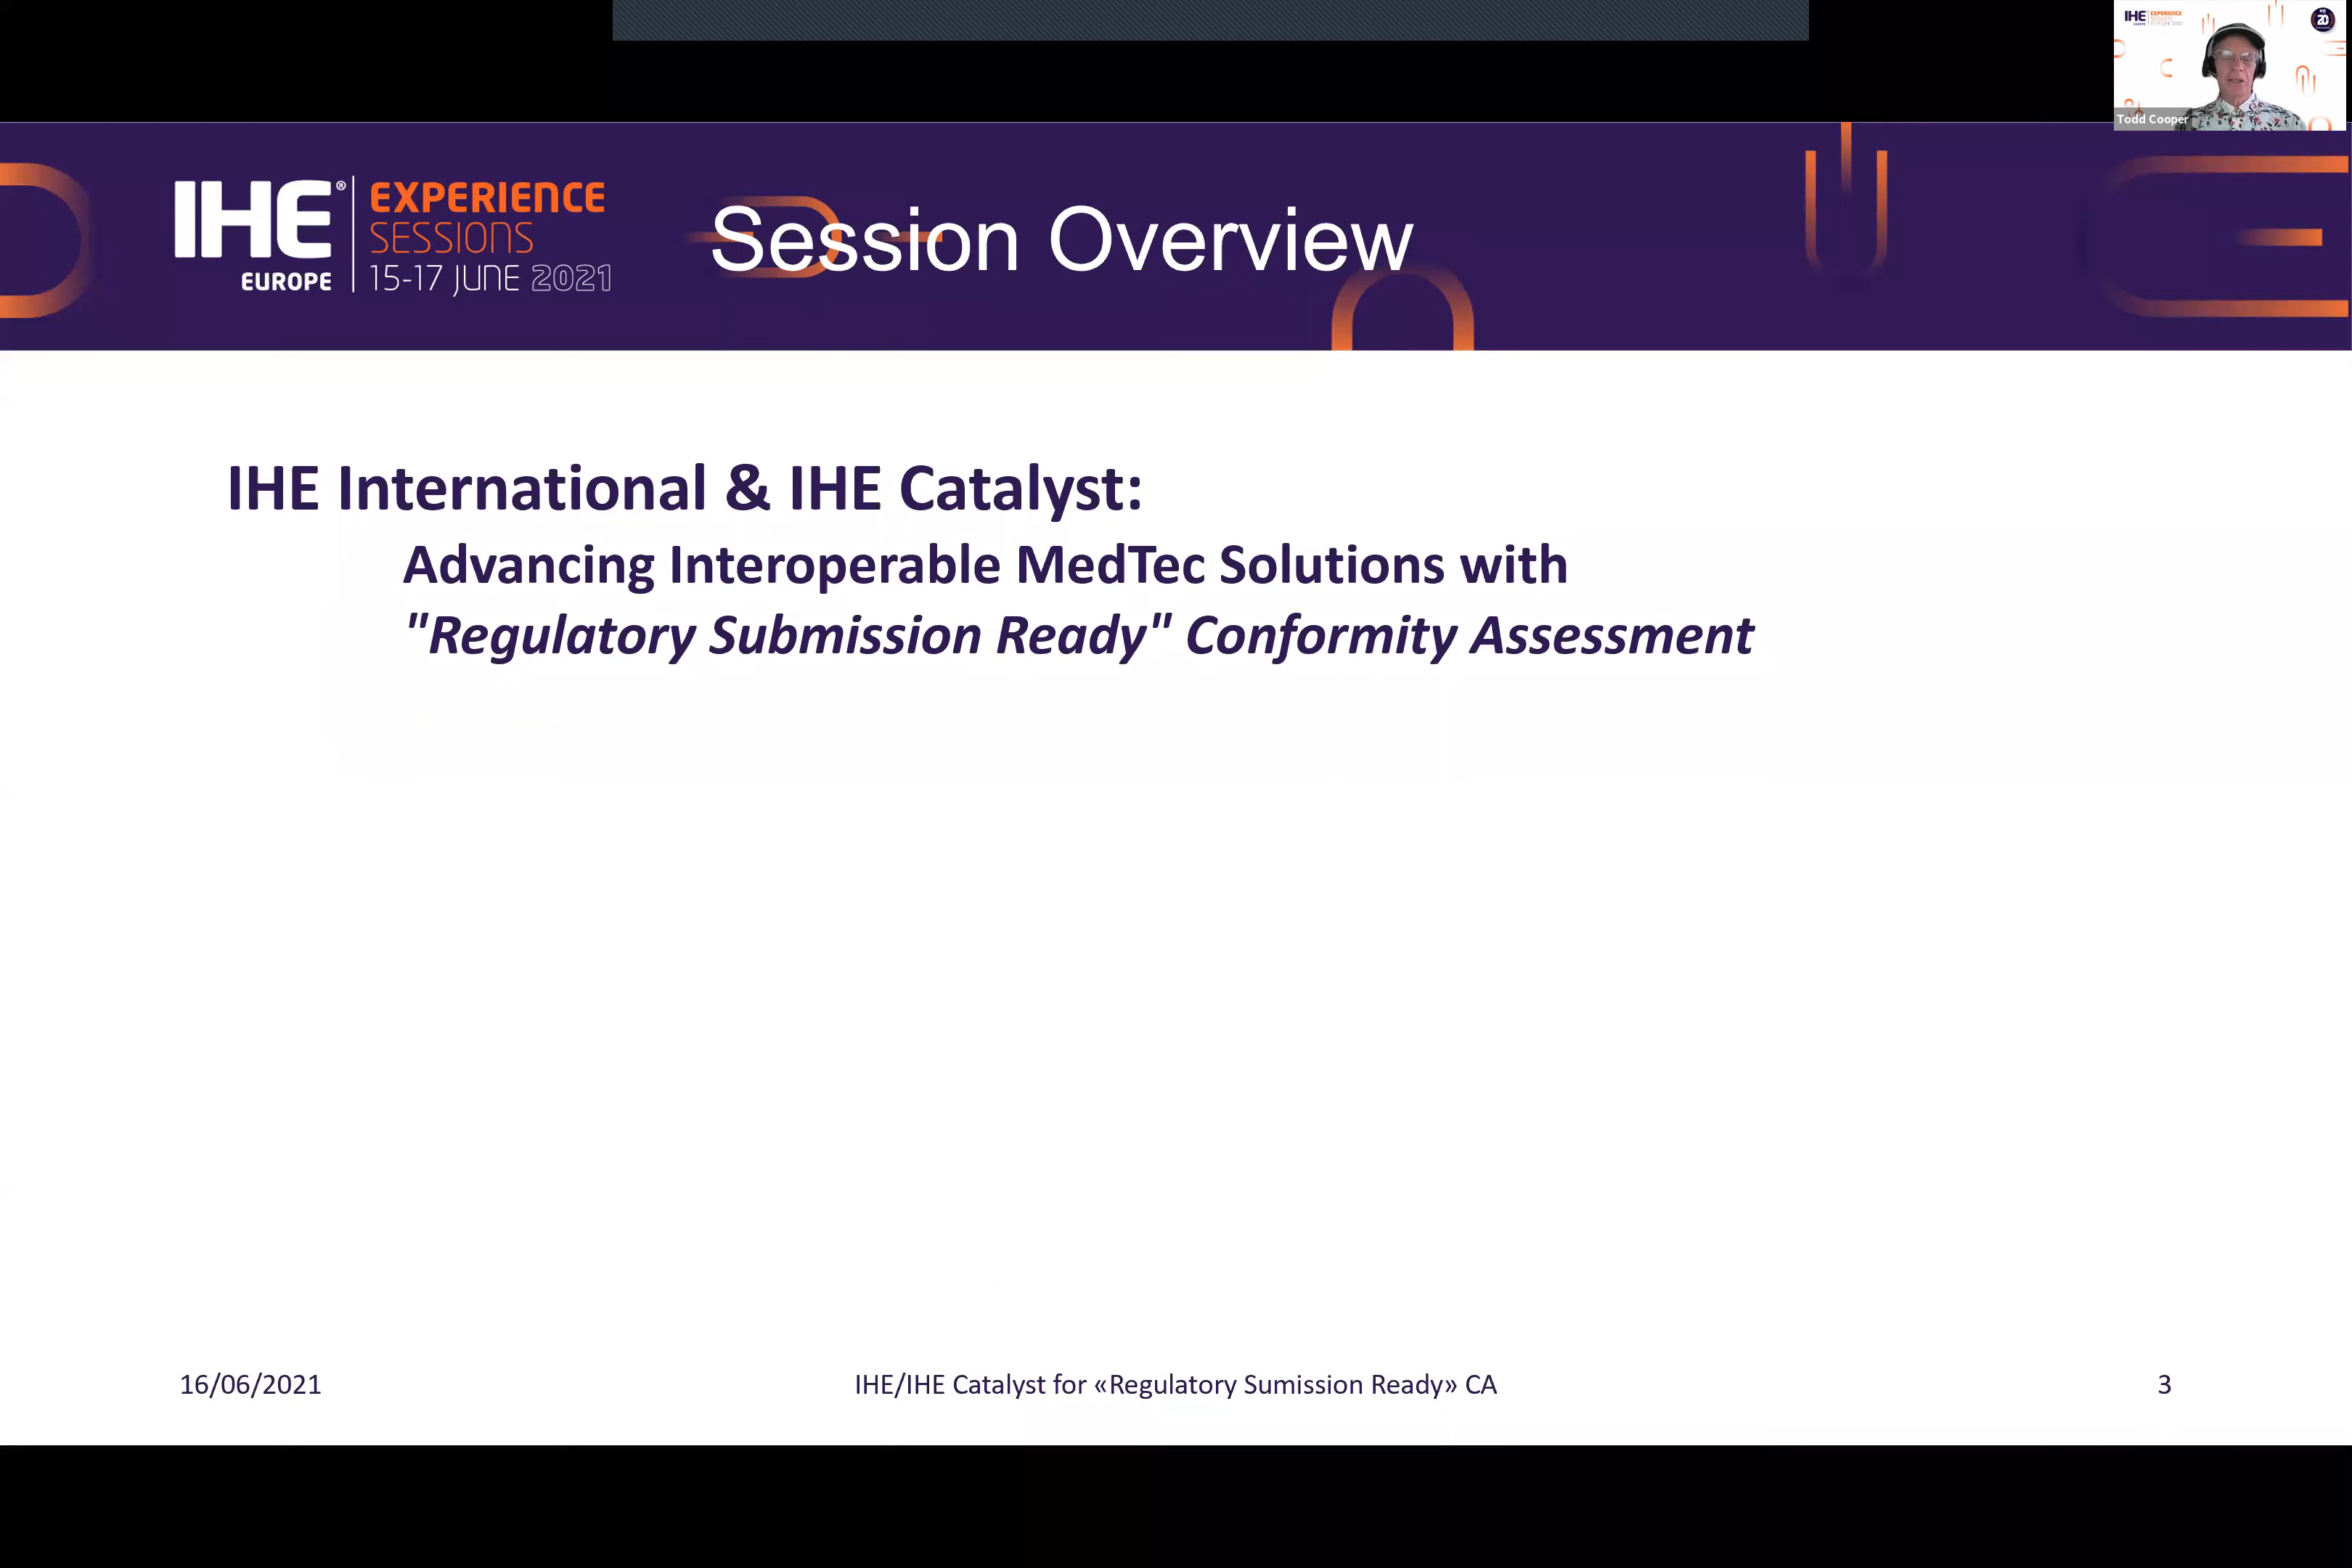 IHE EXPERIENCE
Todd Cooper
IHE® EXPERIENCE
SESSIONS
EUROPE 15-17 JUNE 2021
Session Overview
IHE International & IHE Catalyst:
Advancing Interoperable MedTec Solutions with
"Regulatory Submission Ready" Conformity Assessment
16/06/2021
IHE/IHE Catalyst for «Regulatory Sumission Ready» CA
3